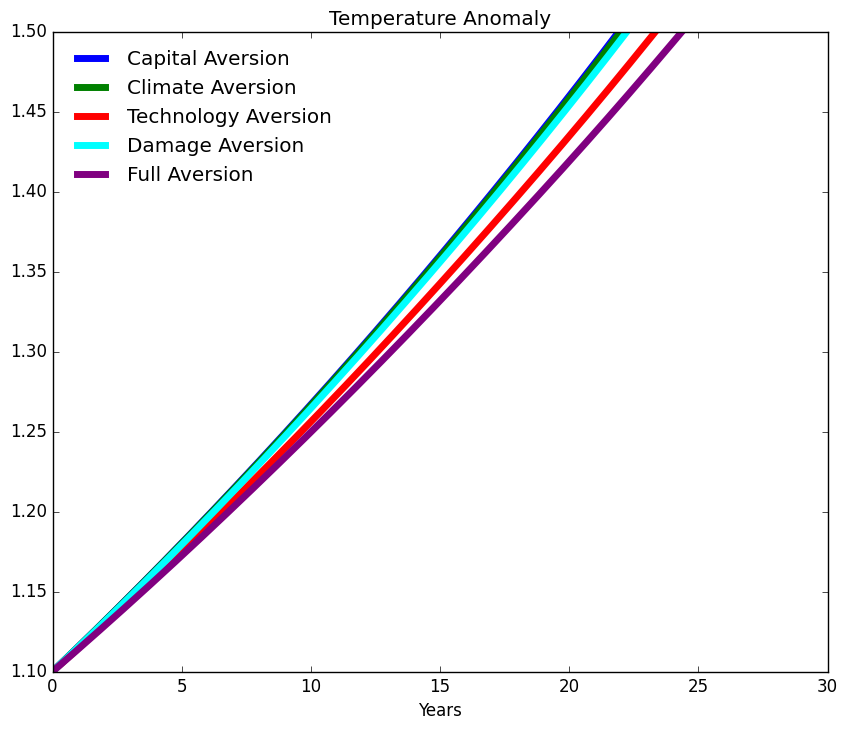 Temperature Anomaly
1.50
1.45
1.40
1.35
1.30
1.25
1.20
1.15
1.10
Capital Aversion
Climate Aversion
Technology Aversion
Damage Aversion
Full Aversion
0 5 10 15 20 25 30
Years